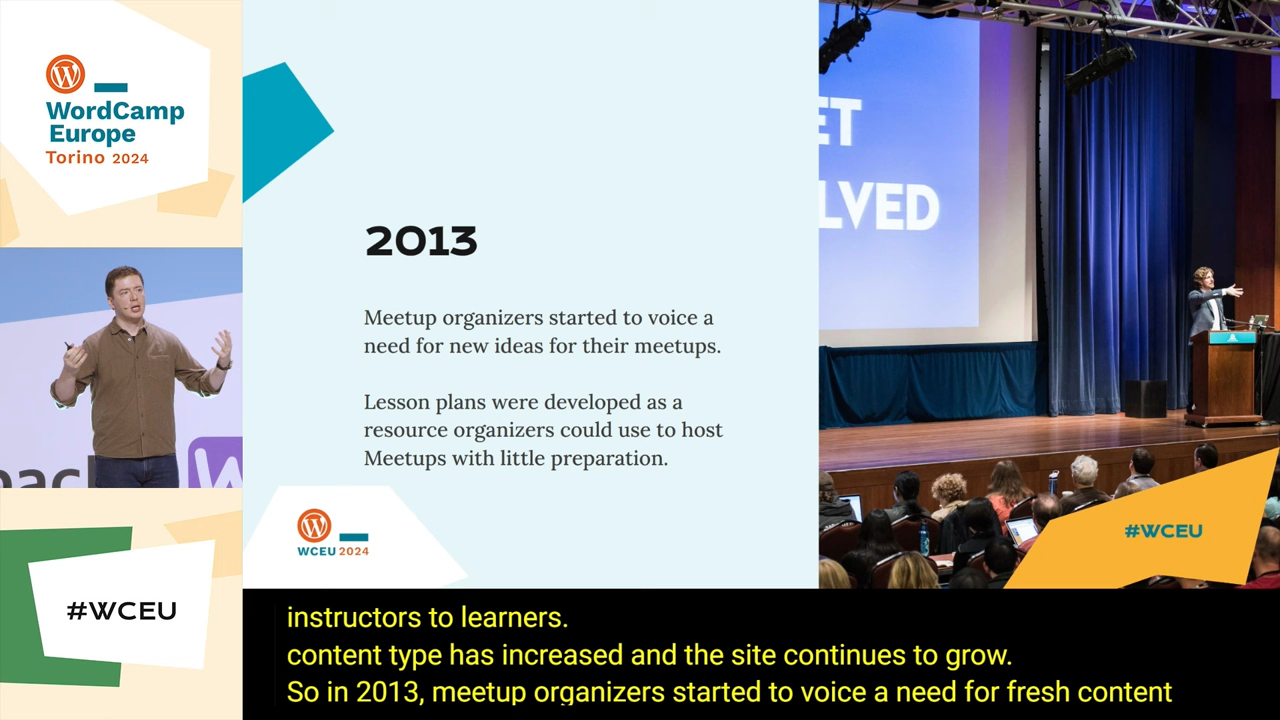 WordCamp
Europe
Torino 2024
2013
Meetup organizers started to voice a
need for new ideas for their meetups.
Lesson plans were developed as a
resource organizers could use to host
Meetups with little preparation.
WCEU 2024
LVED
#WCEU
#WCEU
instructors to learners.
content type has increased and the site continues to grow.
So in 2013, meetup organizers started to voice a need for fresh content